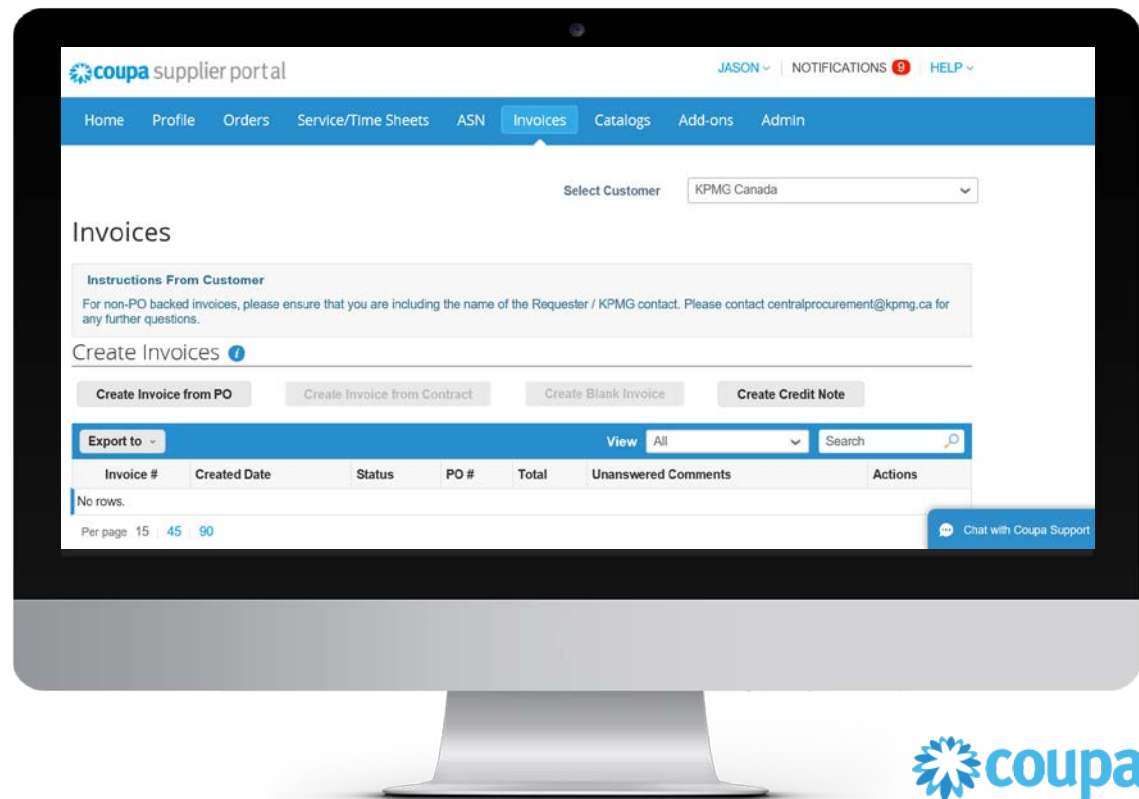 coupa supplier portal
JASON NOTIFICATIONS 9 HELP
Home Profile Orders Service/Time Sheets ASN Invoices Catalogs Add-ons Admin
Select Customer KPMG Canada
Invoices
Instructions From Customer
For non-PO backed invoices, please ensure that you are including the name of the Requester / KPMG contact. Please contact centralprocurement@kpmg.ca for
any further questions.
Create Invoices i
Create Invoice from PO Create Invoice from Contract Create Blank Invoice Create Credit Note
Export to View All Search
Invoice # Created Date Status PO # Total Unanswered Comments Actions
No rows.
Per page 15 45 90
Chat with Coupa Support
coupa